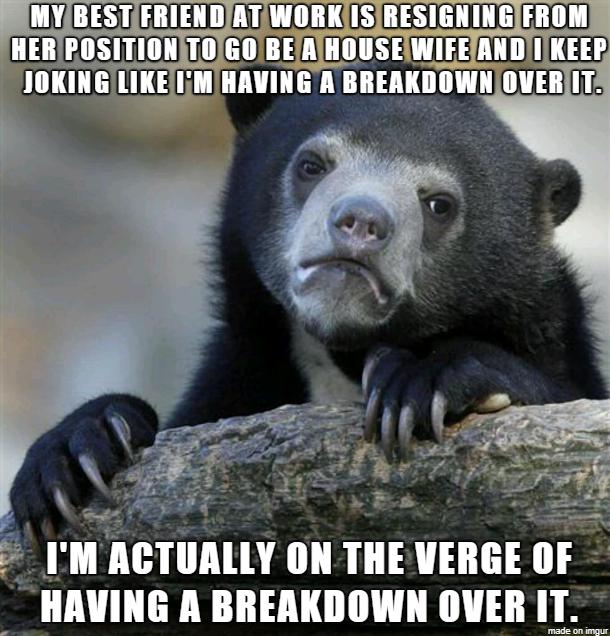 MY BEST FRIEND AT WORK IS RESIGNING FROM
HER POSITION TO GO BE A HOUSE WIFE AND I KEEP
JOKING LIKE I'M HAVING A BREAKDOWN OVER IT.
I'M ACTUALLY ON THE VERGE OF
HAVING A BREAKDOWN OVER IT.
made on imgur